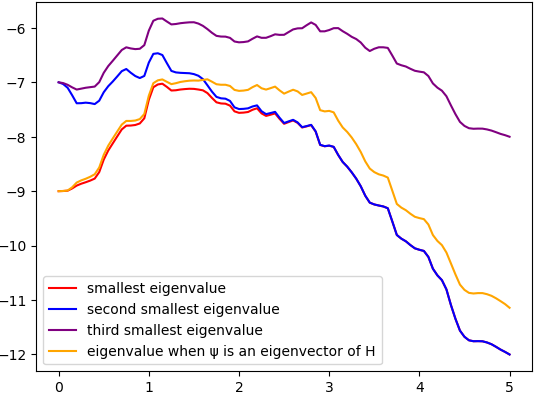 −6
−7
−8
−9
−10
−11
−12
smallest eigenvalue
second smallest eigenvalue
third smallest eigenvalue
eigenvalue when ψ is an eigenvector of H
0 1 2 3 4 5